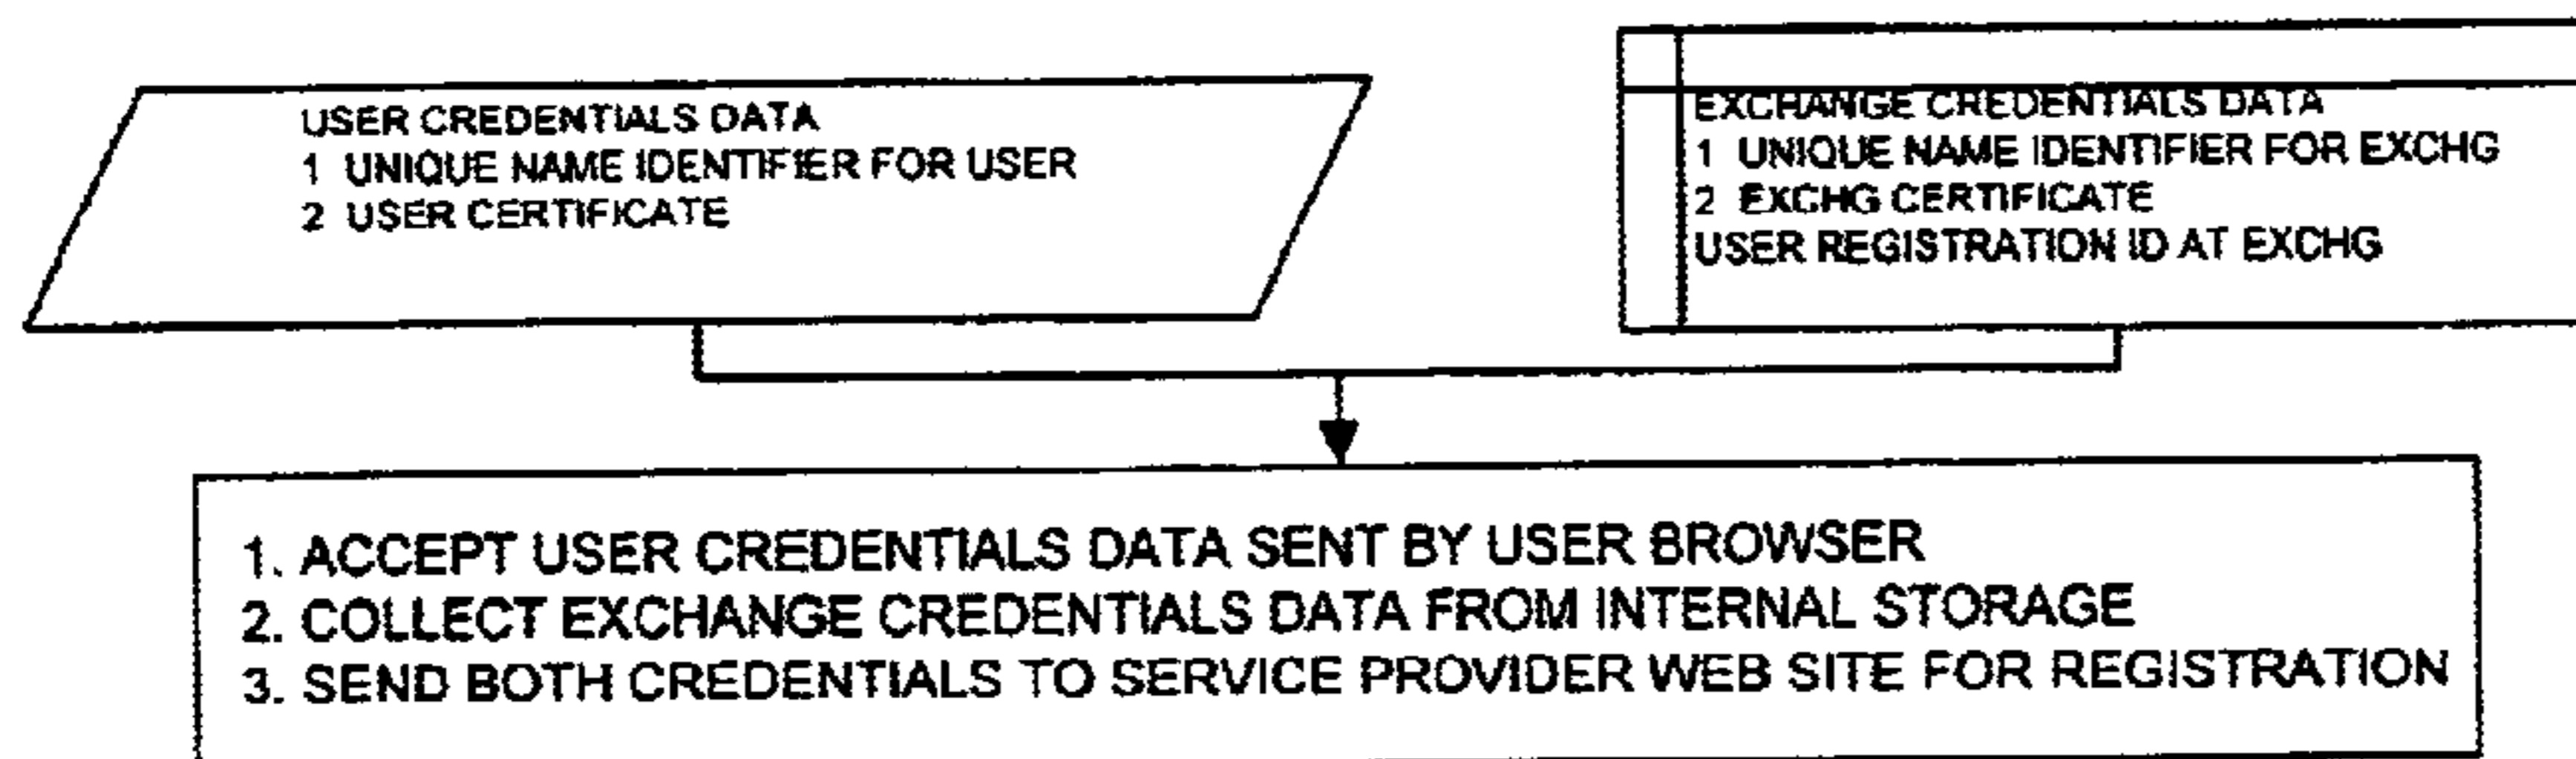 USER CREDENTIALS DATA
1 UNIQUE NAME IDENTIFIER FOR USER
2 USER CERTIFICATE
EXCHANGE CREDENTIALS DATA
1 UNIQUE NAME IDENTIFIER FOR EXCHG
2 EXCHG CERTIFICATE
USER REGISTRATION ID AT EXCHG
1. ACCEPT USER CREDENTIALS DATA SENT BY USER BROWSER
2. COLLECT EXCHANGE CREDENTIALS DATA FROM INTERNAL STORAGE
3. SEND BOTH CREDENTIALS TO SERVICE PROVIDER WEB SITE FOR REGISTRATION